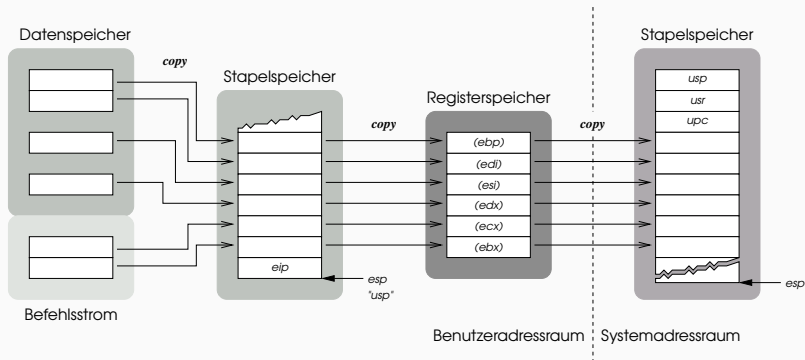 Datenspeicher
copy
Stapelspeicher
eip
esp
"usp"
Befehlsstrom
copy
Registerspeicher
(ebp)
(edi)
(esi)
(edx)
(ecx)
(ebx)
copy
Stapelspeicher
usp
usr
upc
esp
Benutzeradressraum
Systemadressraum